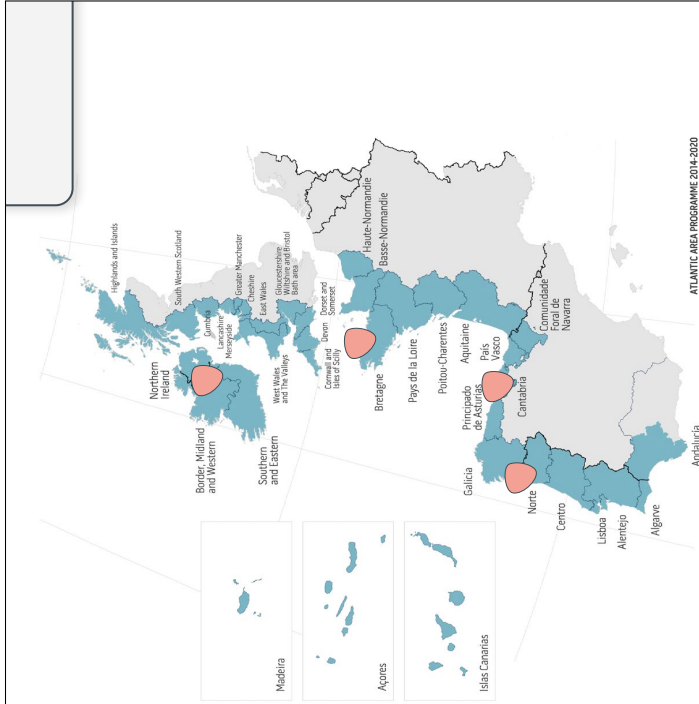 Highlands and Islands
South Western Scotland
Cumbria
Lancashire
Merseyside
Greater Manchester
Cheshire
East Wales
Gloucestershire
Wiltshire and Bristol
Bath area
Dorset and
Somerset
Devon
Cornwall and
Isles of Scilly
West Wales
and The Valleys
Northern
Ireland
Border, Midland
and Western
Southern
and Eastern
Haute-Normandie
Basse-Normandie
Bretagne
Pays de la Loire
Poitou-Charentes
Aquitaine
País
Vasco
Comunidade
Foral de
Navarra
Cantabria
Principado
de Asturias
Galicia
Norte
Centro
Lisboa
Alentejo
Algarve
Andalucía
Madeira
Açores
Islas Canarias
ATLANTIC AREA PROGRAMME 2014-2020